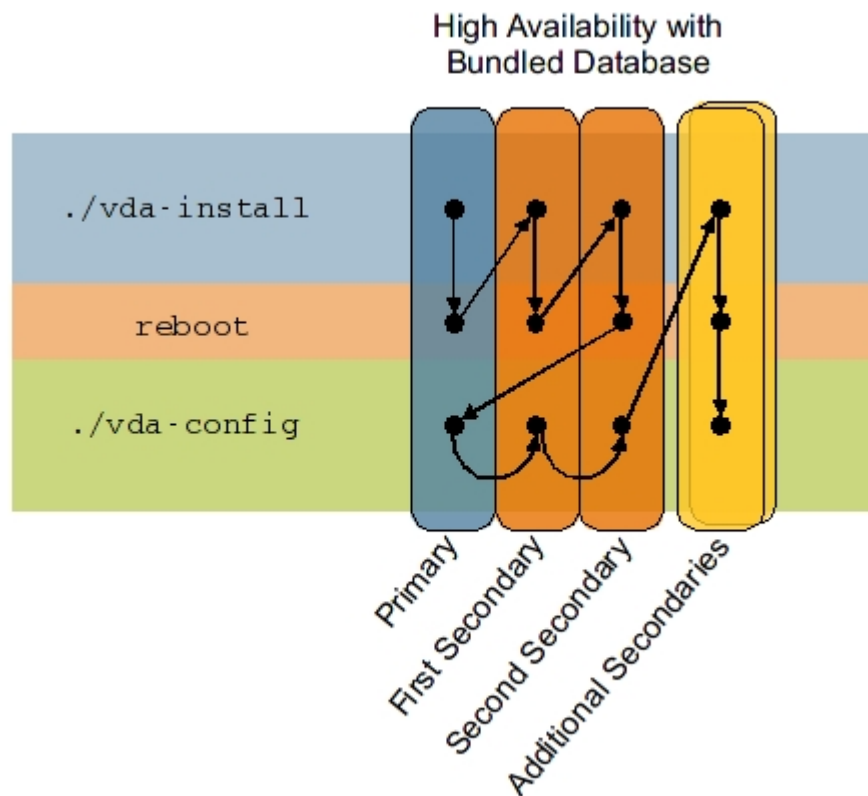 High Availability with
Bundled Database
./vda-install
reboot
./vda-config
Primary
First Secondary
Second Secondary
Additional Secondaries